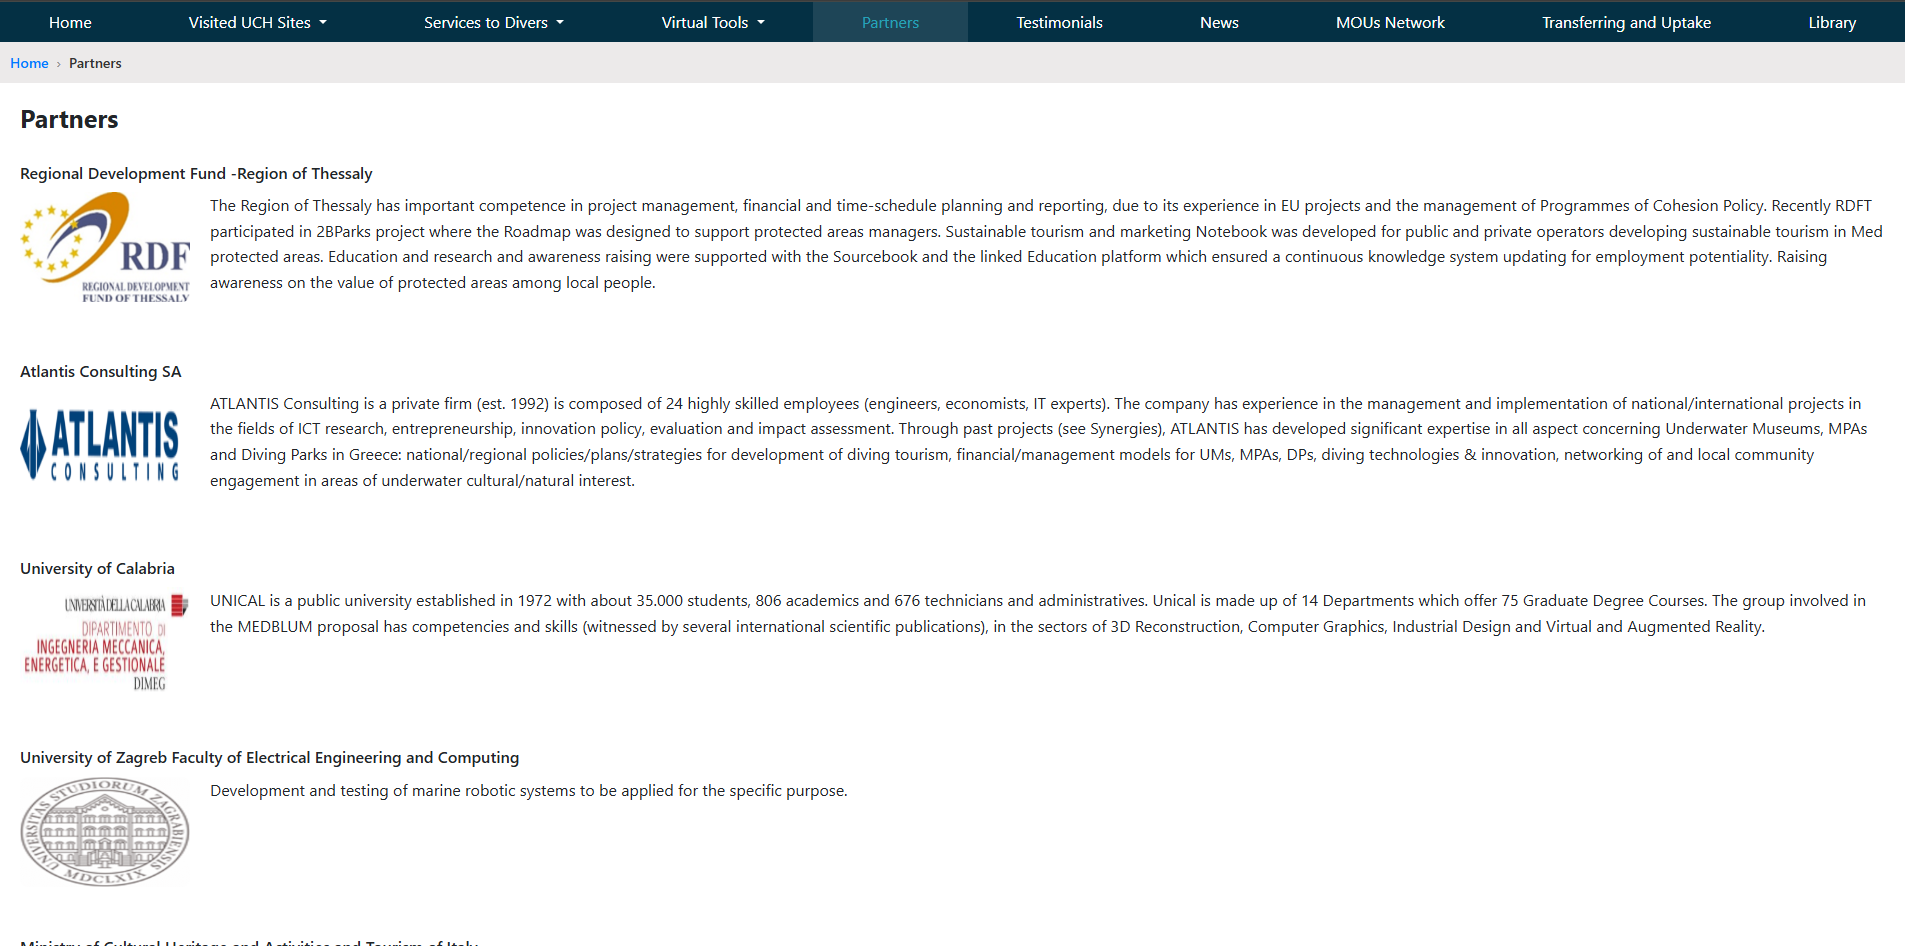 Home Visited UCH Sites Services to Divers Virtual Tools Partners Testimonials News MOUs Network Transferring and Uptake Library
Home › Partners
Partners
Regional Development Fund -Region of Thessaly
RDF
REGIONAL DEVELOPMENT
FUND OF THESSALY
The Region of Thessaly has important competence in project management, financial and time-schedule planning and reporting, due to its experience in EU projects and the management of Programmes of Cohesion Policy. Recently RDFT
participated in 2BParks project where the Roadmap was designed to support protected areas managers. Sustainable tourism and marketing Notebook was developed for public and private operators developing sustainable tourism in Med
protected areas. Education and research and awareness raising were supported with the Sourcebook and the linked Education platform which ensured a continuous knowledge system updating for employment potentiality. Raising
awareness on the value of protected areas among local people.
Atlantis Consulting SA
ATLANTIS
CONSULTING
ATLANTIS Consulting is a private firm (est. 1992) is composed of 24 highly skilled employees (engineers, economists, IT experts). The company has experience in the management and implementation of national/international projects in
the fields of ICT research, entrepreneurship, innovation policy, evaluation and impact assessment. Through past projects (see Synergies), ATLANTIS has developed significant expertise in all aspect concerning Underwater Museums, MPAs
and Diving Parks in Greece: national/regional policies/plans/strategies for development of diving tourism, financial/management models for UMs, MPAs, DPs, diving technologies & innovation, networking of and local community
engagement in areas of underwater cultural/natural interest.
University of Calabria
UNIVERSITÀ DELLA CALABRIA
DIPARTIMENTO DI
INGEGNERIA MECCANICA,
ENERGETICA, E GESTIONALE
DIMEG
UNICAL is a public university established in 1972 with about 35.000 students, 806 academics and 676 technicians and administratives. Unical is made up of 14 Departments which offer 75 Graduate Degree Courses. The group involved in
the MEDBLUM proposal has competencies and skills (witnessed by several international scientific publications), in the sectors of 3D Reconstruction, Computer Graphics, Industrial Design and Virtual and Augmented Reality.
University of Zagreb Faculty of Electrical Engineering and Computing
UNIVERSITAS STUDIORUM ZAGRABIENSIS
MDCLXIX
Development and testing of marine robotic systems to be applied for the specific purpose.
Ministry of Cultural Heritage and Activities and Tourism of Italy